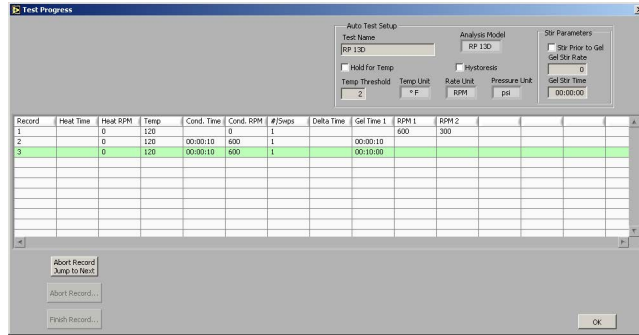 Test Progress
Auto Test Setup
Test Name
RP 13D
Analysis Model
RP 13D
Hold for Temp
Hystoresis
Temp Threshold
2
Temp Unit
° F
Rate Unit
RPM
Pressure Unit
psi
Stir Parameters
Stir Prior to Gel
Gel Stir Rate
0
Gel Stir Time
00:00:00
Record Heat Time Heat RPM Temp Cond. Time Cond. RPM #/Swps Delta Time Gel Time 1 RPM 1 RPM 2
1 0 120 0 1 600 300
2 0 120 00:00:10 600 1 00:00:10
3 0 120 00:00:10 600 1 00:10:00
Abort Record
Jump to Next
Abort Record...
Finish Record...
OK